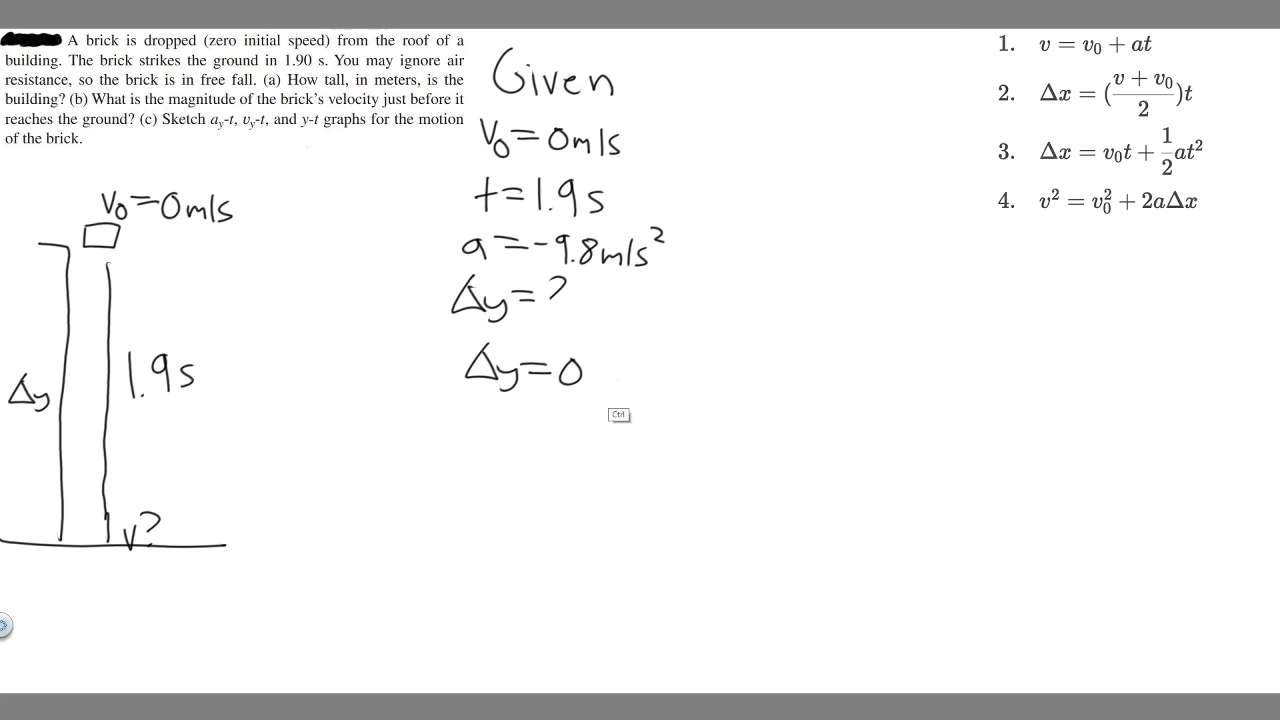 A brick is dropped (zero initial speed) from the roof of a
building. The brick strikes the ground in 1.90 s. You may ignore air
resistance, so the brick is in free fall. (a) How tall, in meters, is the
building? (b) What is the magnitude of the brick's velocity just before it
reaches the ground? (c) Sketch a_y-t, v_y-t, and y-t graphs for the motion
of the brick.
V₀=0m/s
Δy
1.9s
v?
Given
V₀=0m/s
t=1.9s
a=-9.8m/s²
Δy=?
Δy=0
Ctrl
1. v = v₀ + at
2. Δx = ((v + v₀)/2)t
3. Δx = v₀t + 1/2 at²
4. v² = v₀² + 2aΔx